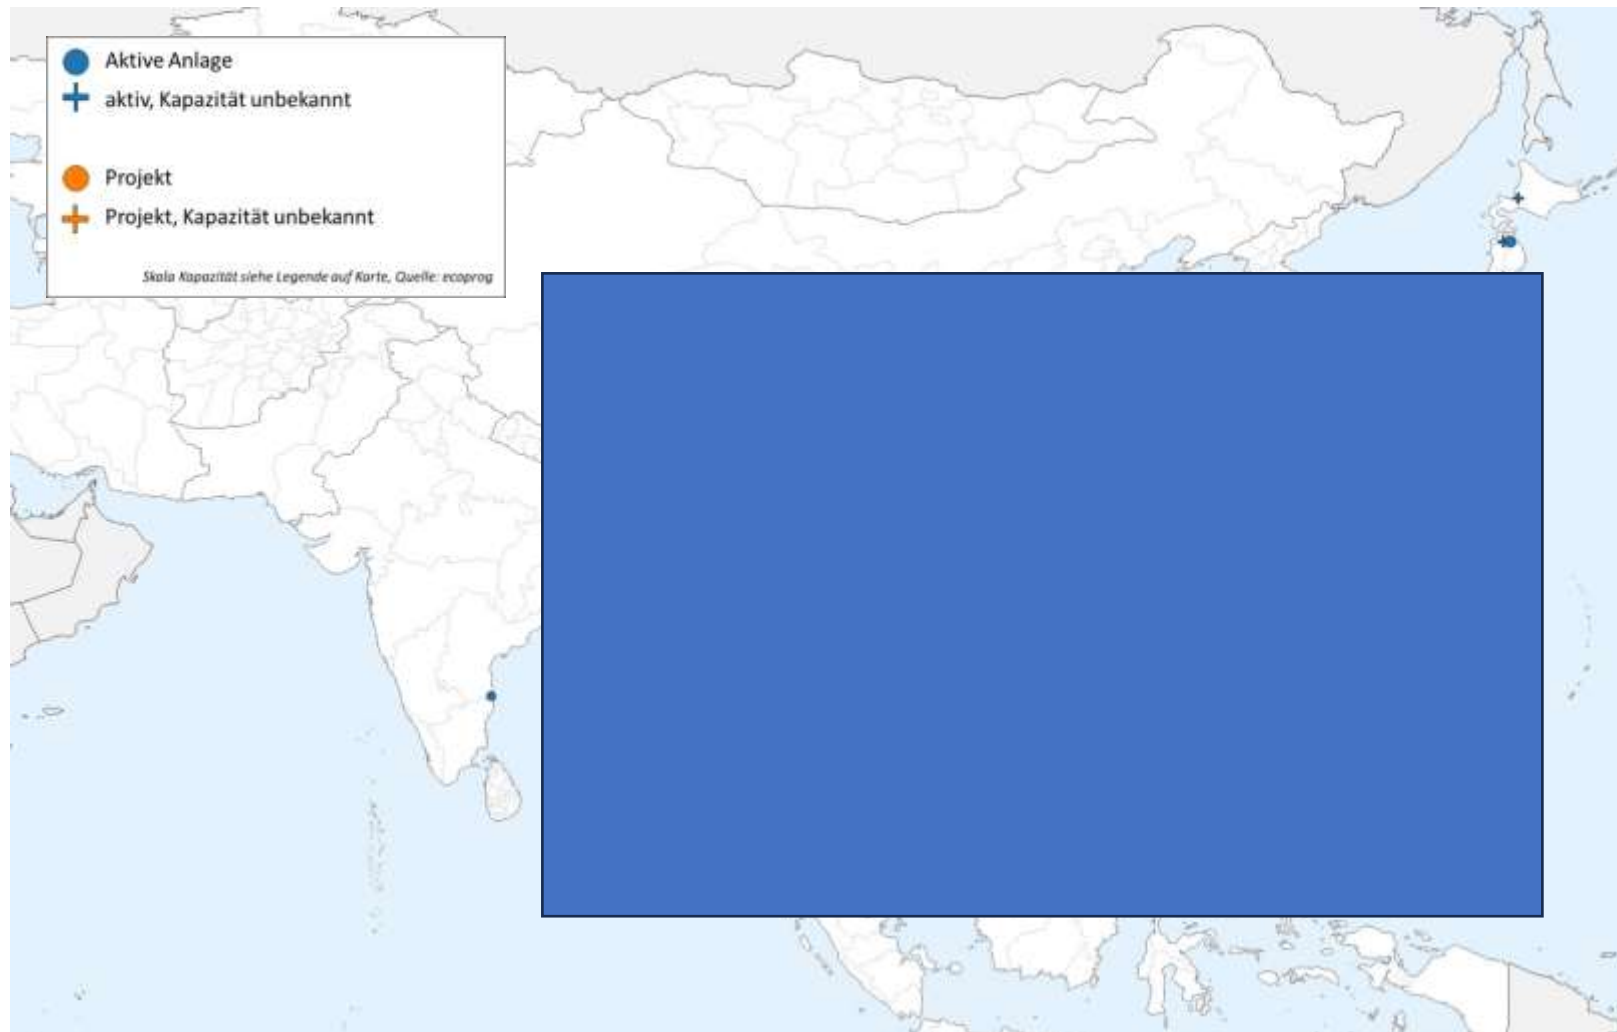 Aktive Anlage
aktiv, Kapazität unbekannt
Projekt
Projekt, Kapazität unbekannt
Skala Kapazität siehe Legende auf Karte, Quelle: ecoprog